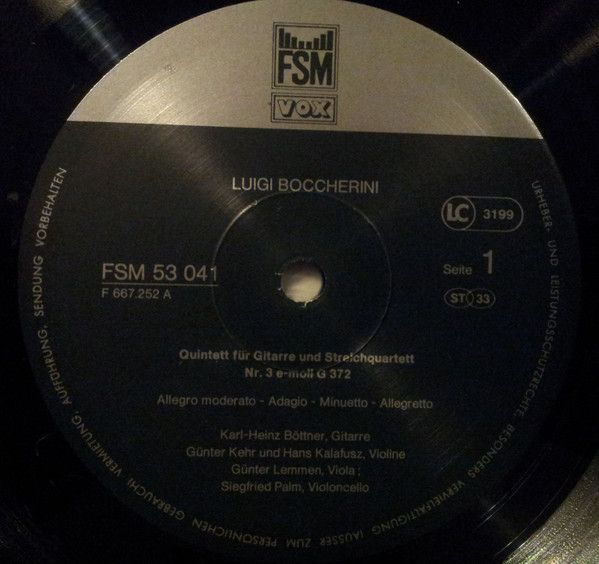 FSM
VOX
LUIGI BOCCHERINI
LC 3199
FSM 53 041
F 667.252 A
Seite 1
ST 33
Quintett für Gitarre und Streichquartett
Nr. 3 e-moll G 372
Allegro moderato - Adagio - Minuetto - Allegretto
Karl-Heinz Böttner, Gitarre
Günter Kehr und Hans Kalafusz, Violine
Günter Lemmen, Viola ;
Siegfried Palm, Violoncello
URHEBER- UND LEISTUNGSSCHUTZRECHTE BESONDERS VERVIELFÄLTIGUNG (AUSSER ZUM PERSÖNLICHEN GEBRAUCH) VERMIETUNG, AUFFÜHRUNG, SENDUNG VORBEHALTEN